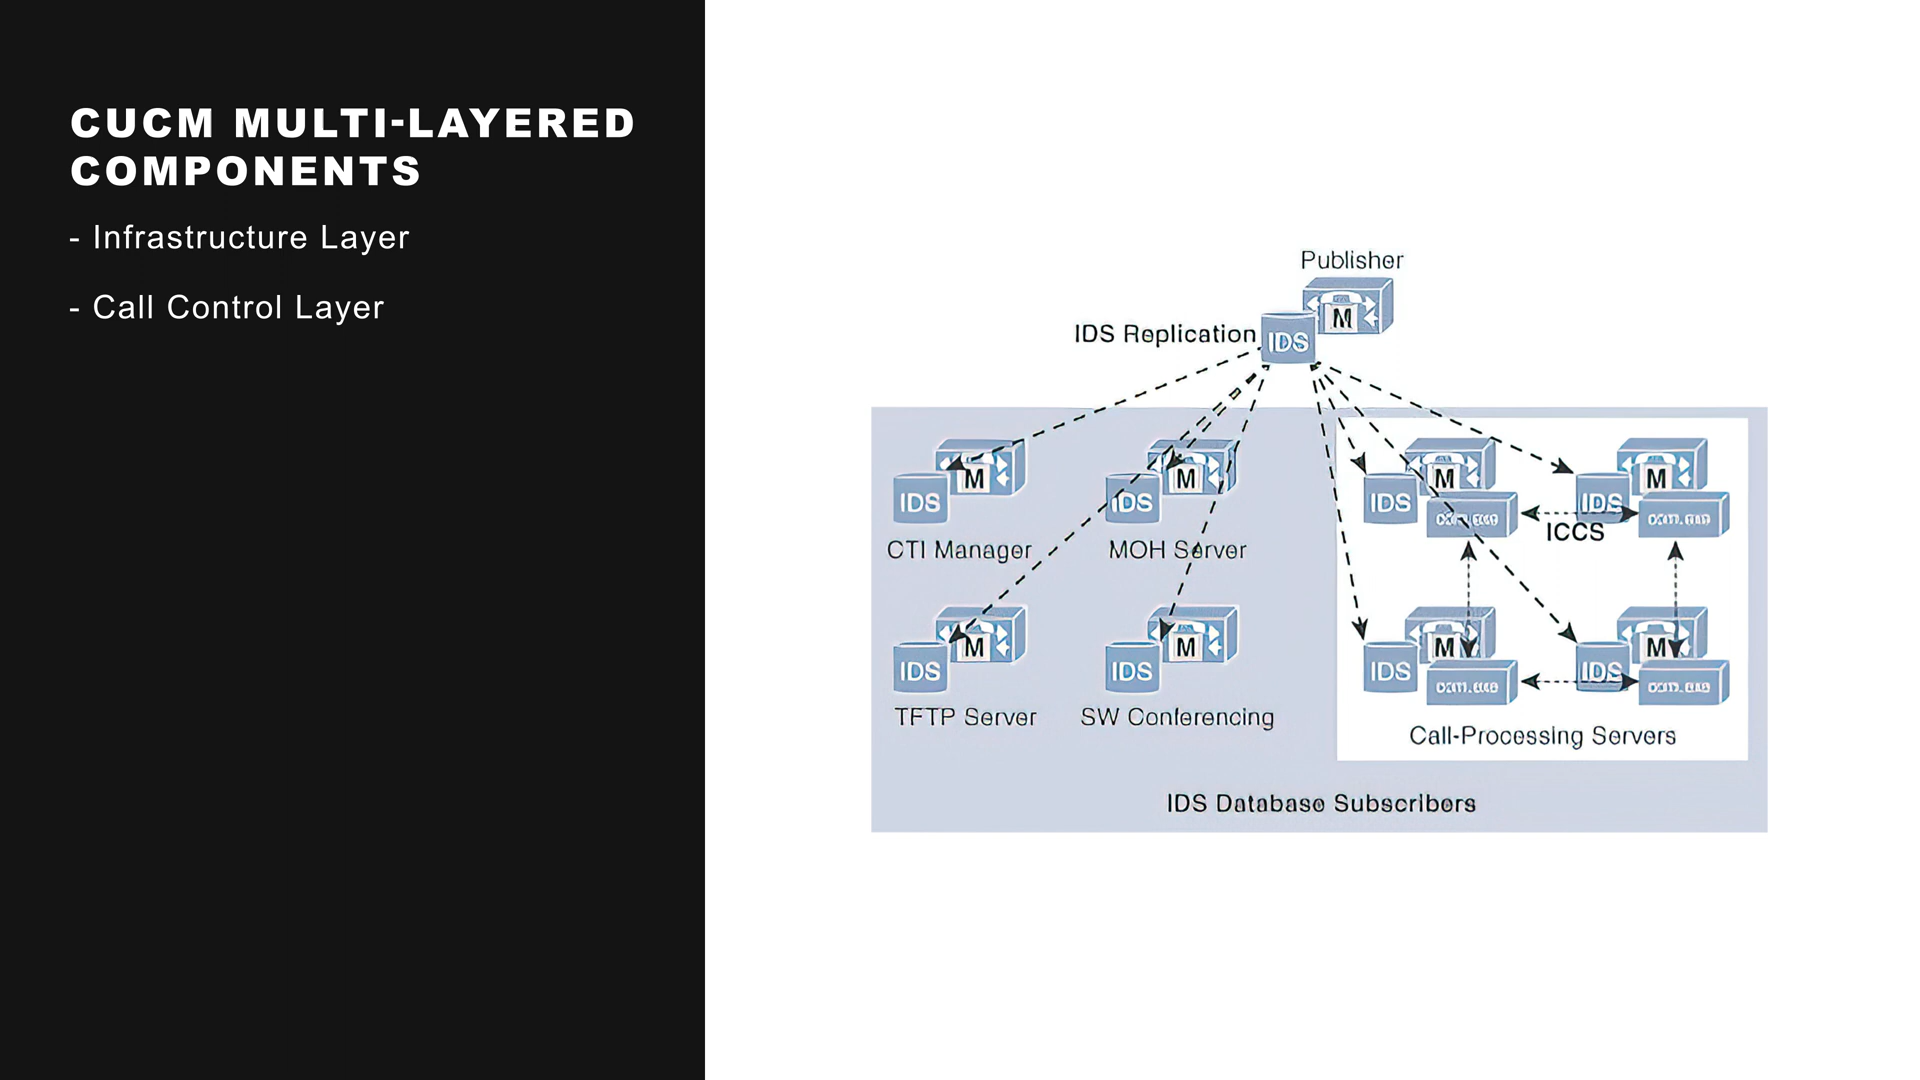 CUCM MULTI-LAYERED
COMPONENTS
- Infrastructure Layer
- Call Control Layer
Publisher
M
IDS Replication
IDS
M
M
M
M
IDS
IDS
IDS
IDS
ICCS
CTI Manager
MOH Server
M
M
M
M
IDS
IDS
IDS
IDS
TFTP Server
SW Conferencing
Call-Processing Servers
IDS Database Subscribers